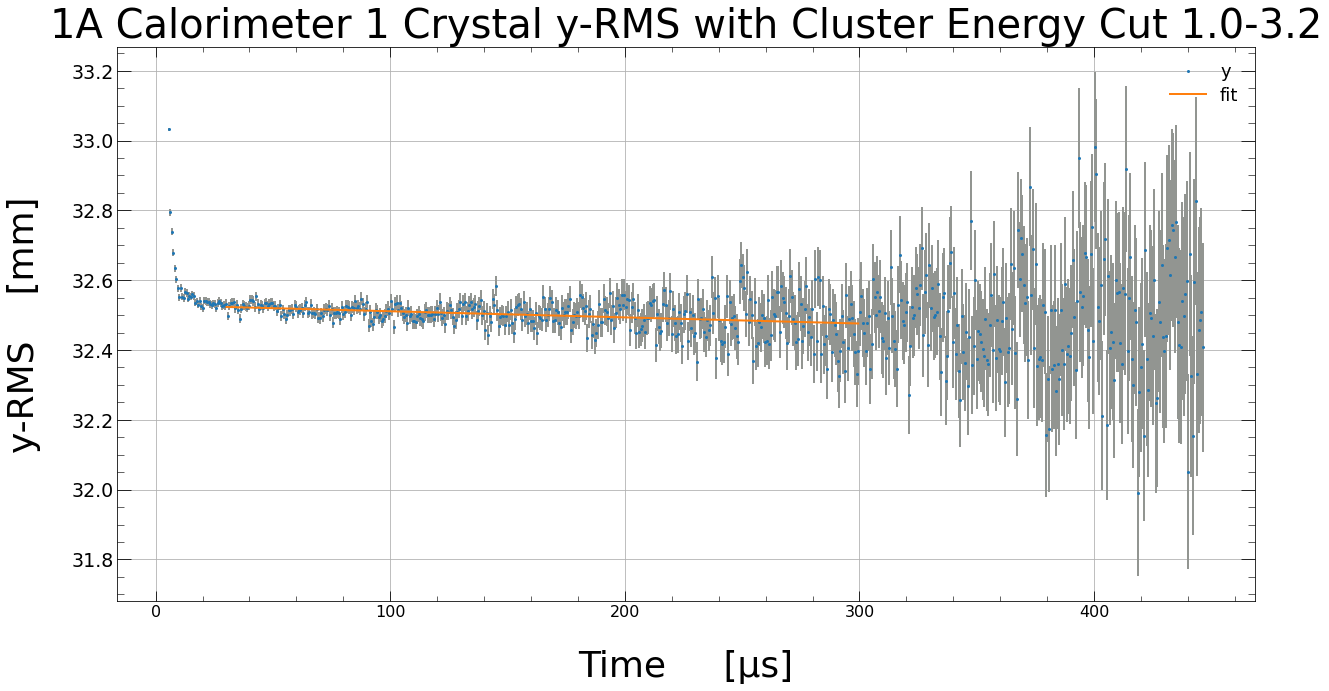 1A Calorimeter 1 Crystal y-RMS with Cluster Energy Cut 1.0-3.2
y
fit
y-RMS [mm]
33.2
33.0
32.8
32.6
32.4
32.2
32.0
31.8
0 100 200 300 400
Time [μs]